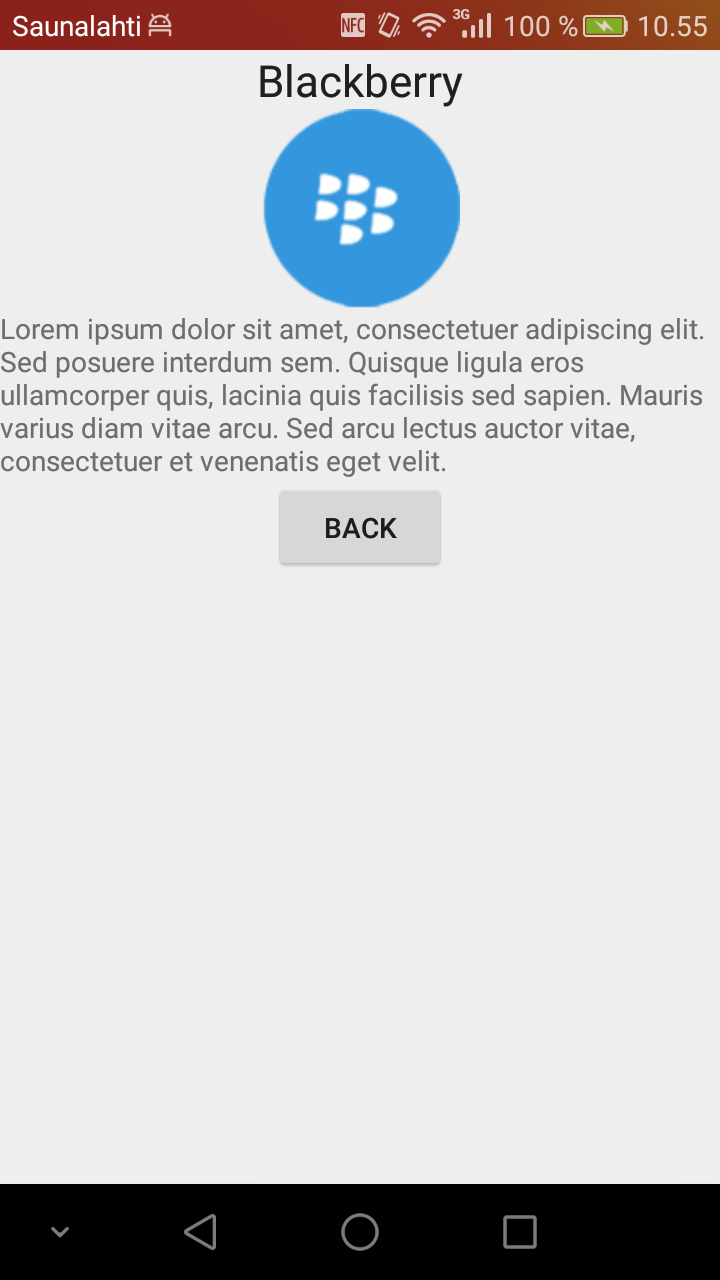 Saunalahti NFC 3G 100 % 10.55
Blackberry
Lorem ipsum dolor sit amet, consectetuer adipiscing elit.
Sed posuere interdum sem. Quisque ligula eros
ullamcorper quis, lacinia quis facilisis sed sapien. Mauris
varius diam vitae arcu. Sed arcu lectus auctor vitae,
consectetuer et venenatis eget velit.
BACK